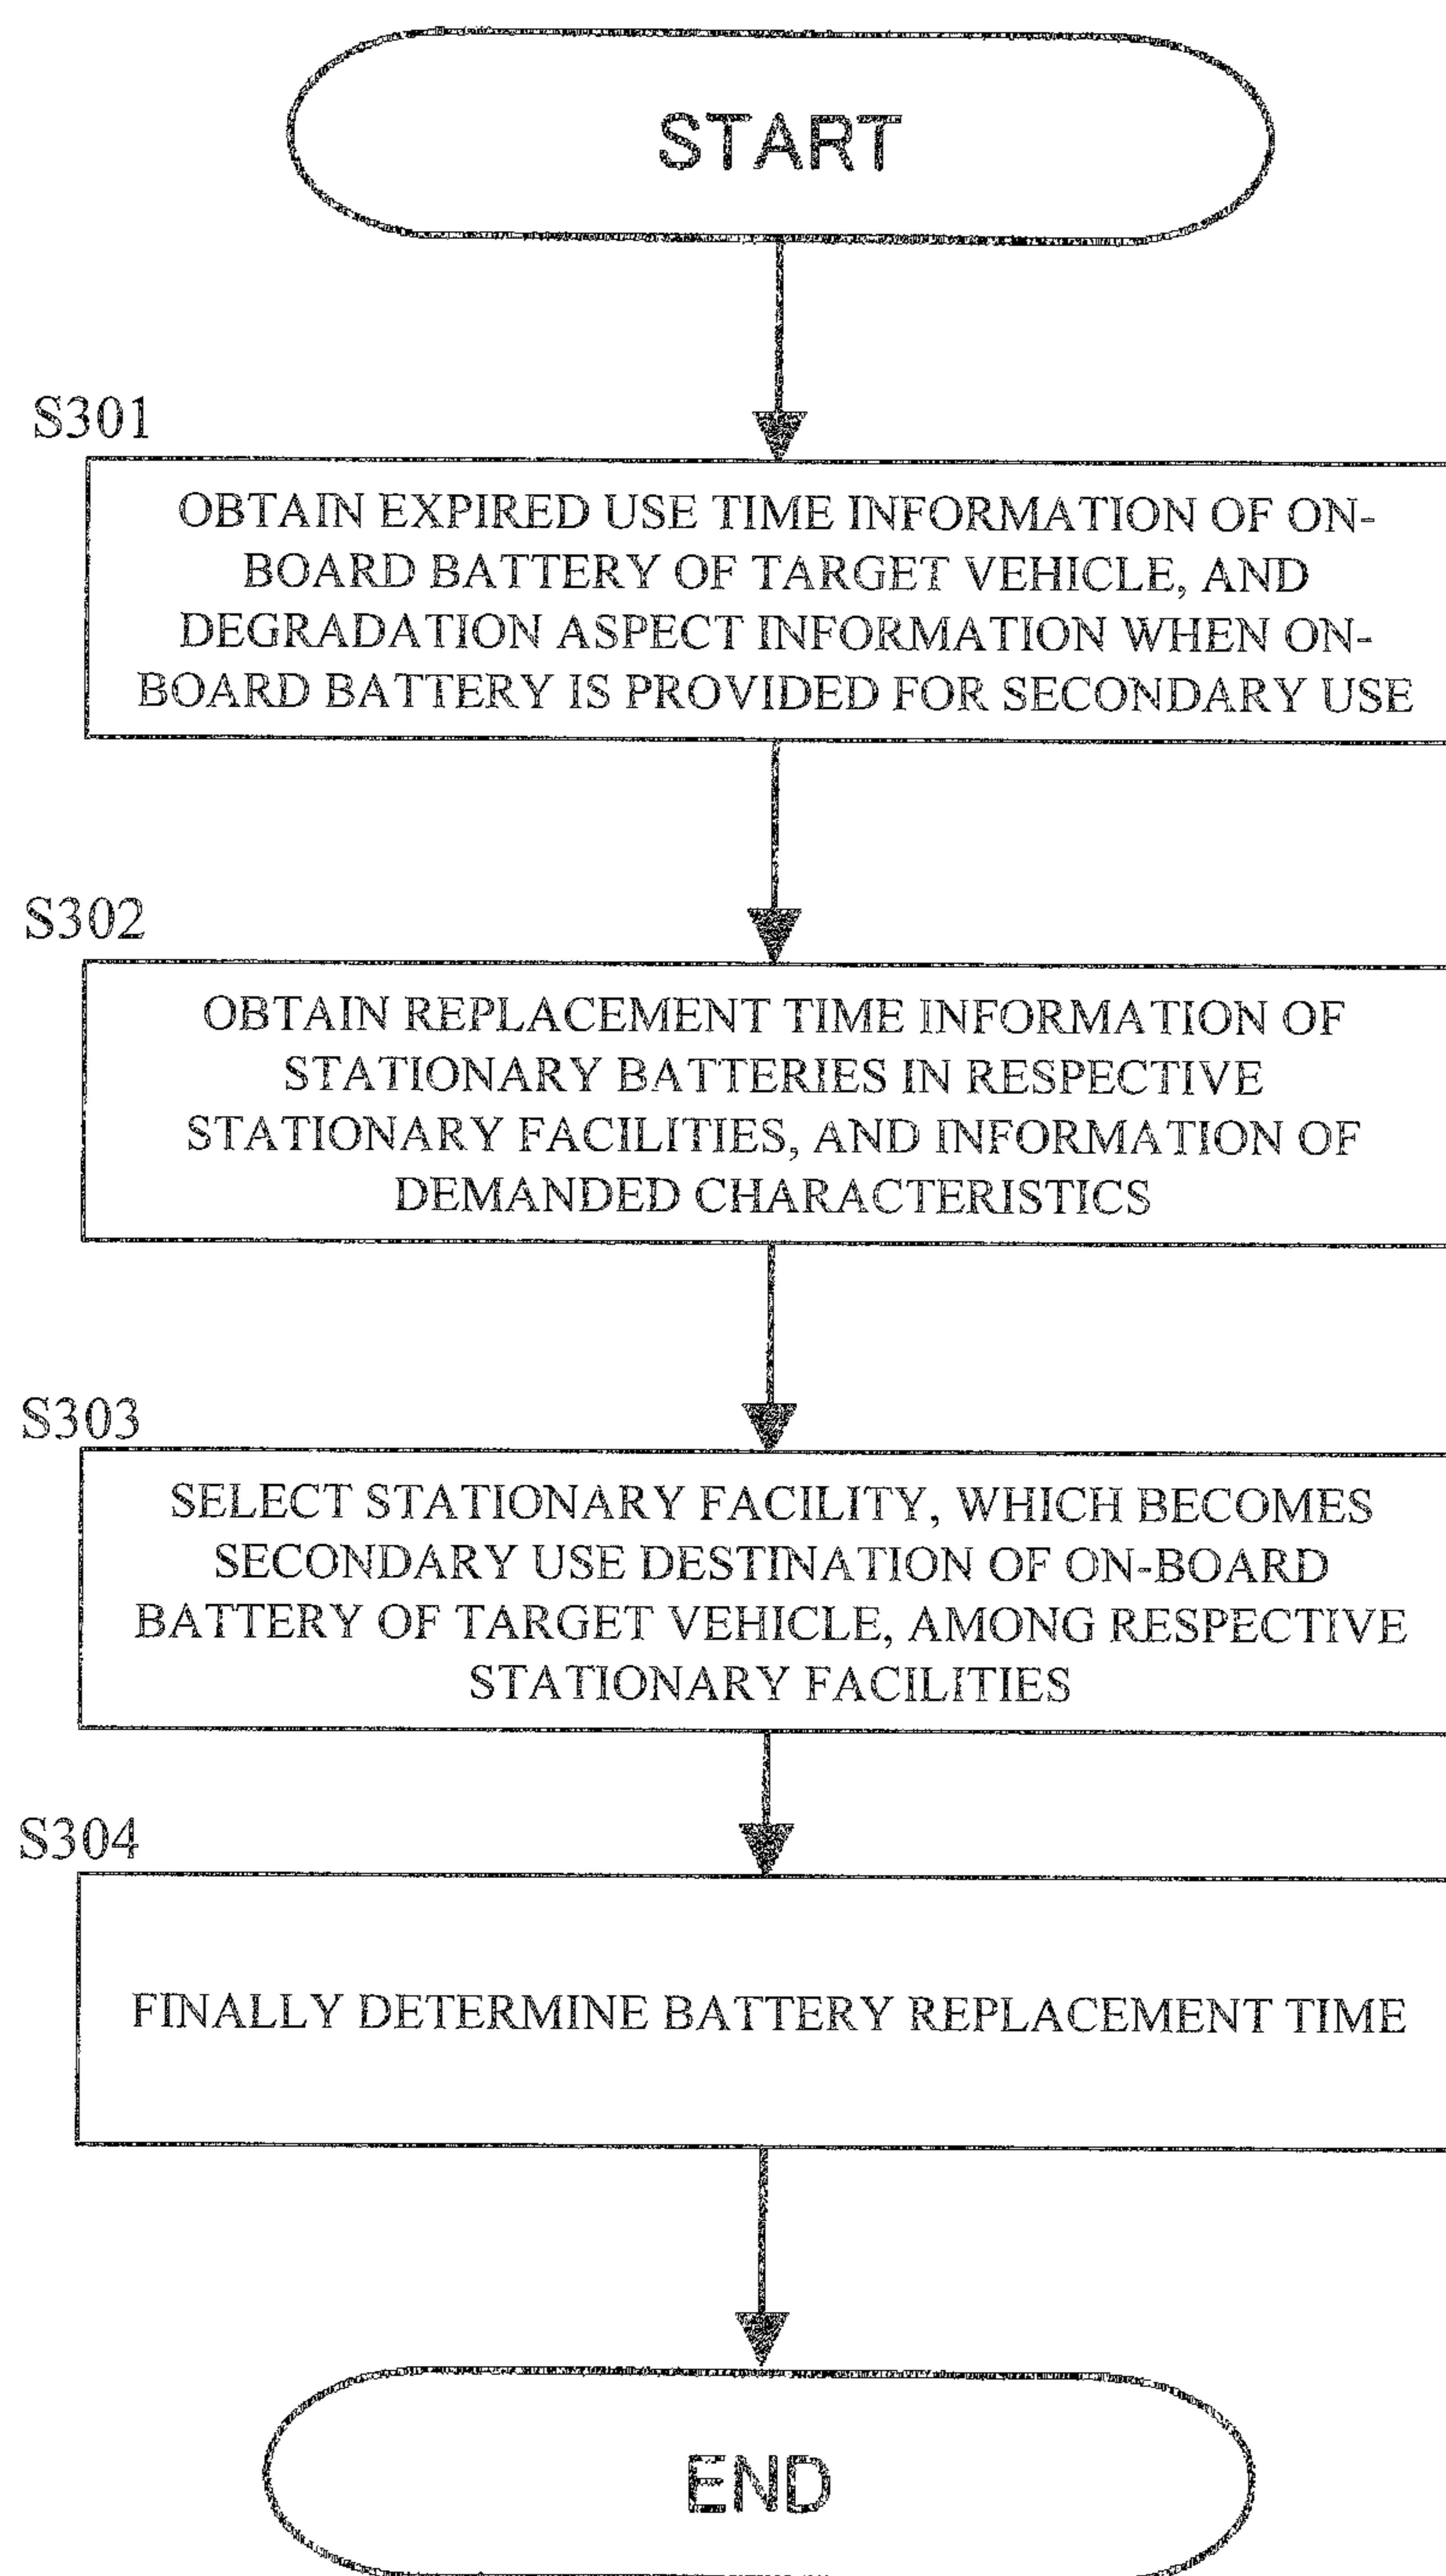 START
S301
OBTAIN EXPIRED USE TIME INFORMATION OF ON-
BOARD BATTERY OF TARGET VEHICLE, AND
DEGRADATION ASPECT INFORMATION WHEN ON-
BOARD BATTERY IS PROVIDED FOR SECONDARY USE
S302
OBTAIN REPLACEMENT TIME INFORMATION OF
STATIONARY BATTERIES IN RESPECTIVE
STATIONARY FACILITIES, AND INFORMATION OF
DEMANDED CHARACTERISTICS
S303
SELECT STATIONARY FACILITY, WHICH BECOMES
SECONDARY USE DESTINATION OF ON-BOARD
BATTERY OF TARGET VEHICLE, AMONG RESPECTIVE
STATIONARY FACILITIES
S304
FINALLY DETERMINE BATTERY REPLACEMENT TIME
END